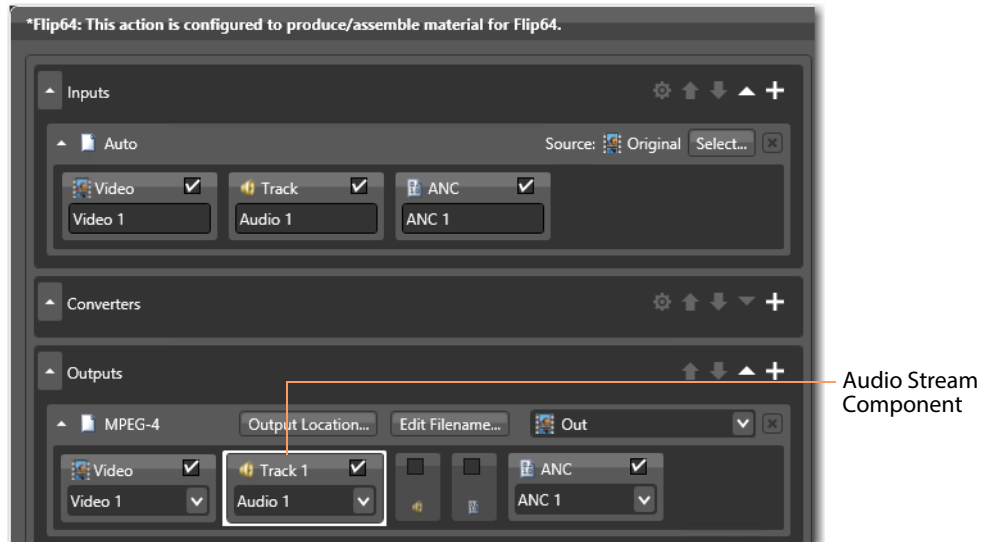 *Flip64: This action is configured to produce/assemble material for Flip64.
Inputs
Auto
Source: Original Select...
Video Track ANC
Video 1 Audio 1 ANC 1
Converters
Outputs
Audio Stream
Component
MPEG-4 Output Location... Edit Filename... Out
Video Track 1 ANC
Video 1 Audio 1 ANC 1